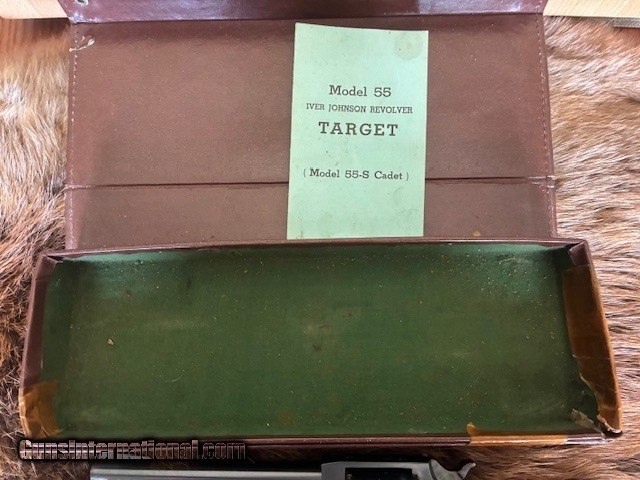 Model 55
IVER JOHNSON REVOLVER
TARGET
( Model 55-S Cadet )
GunsInternational.com